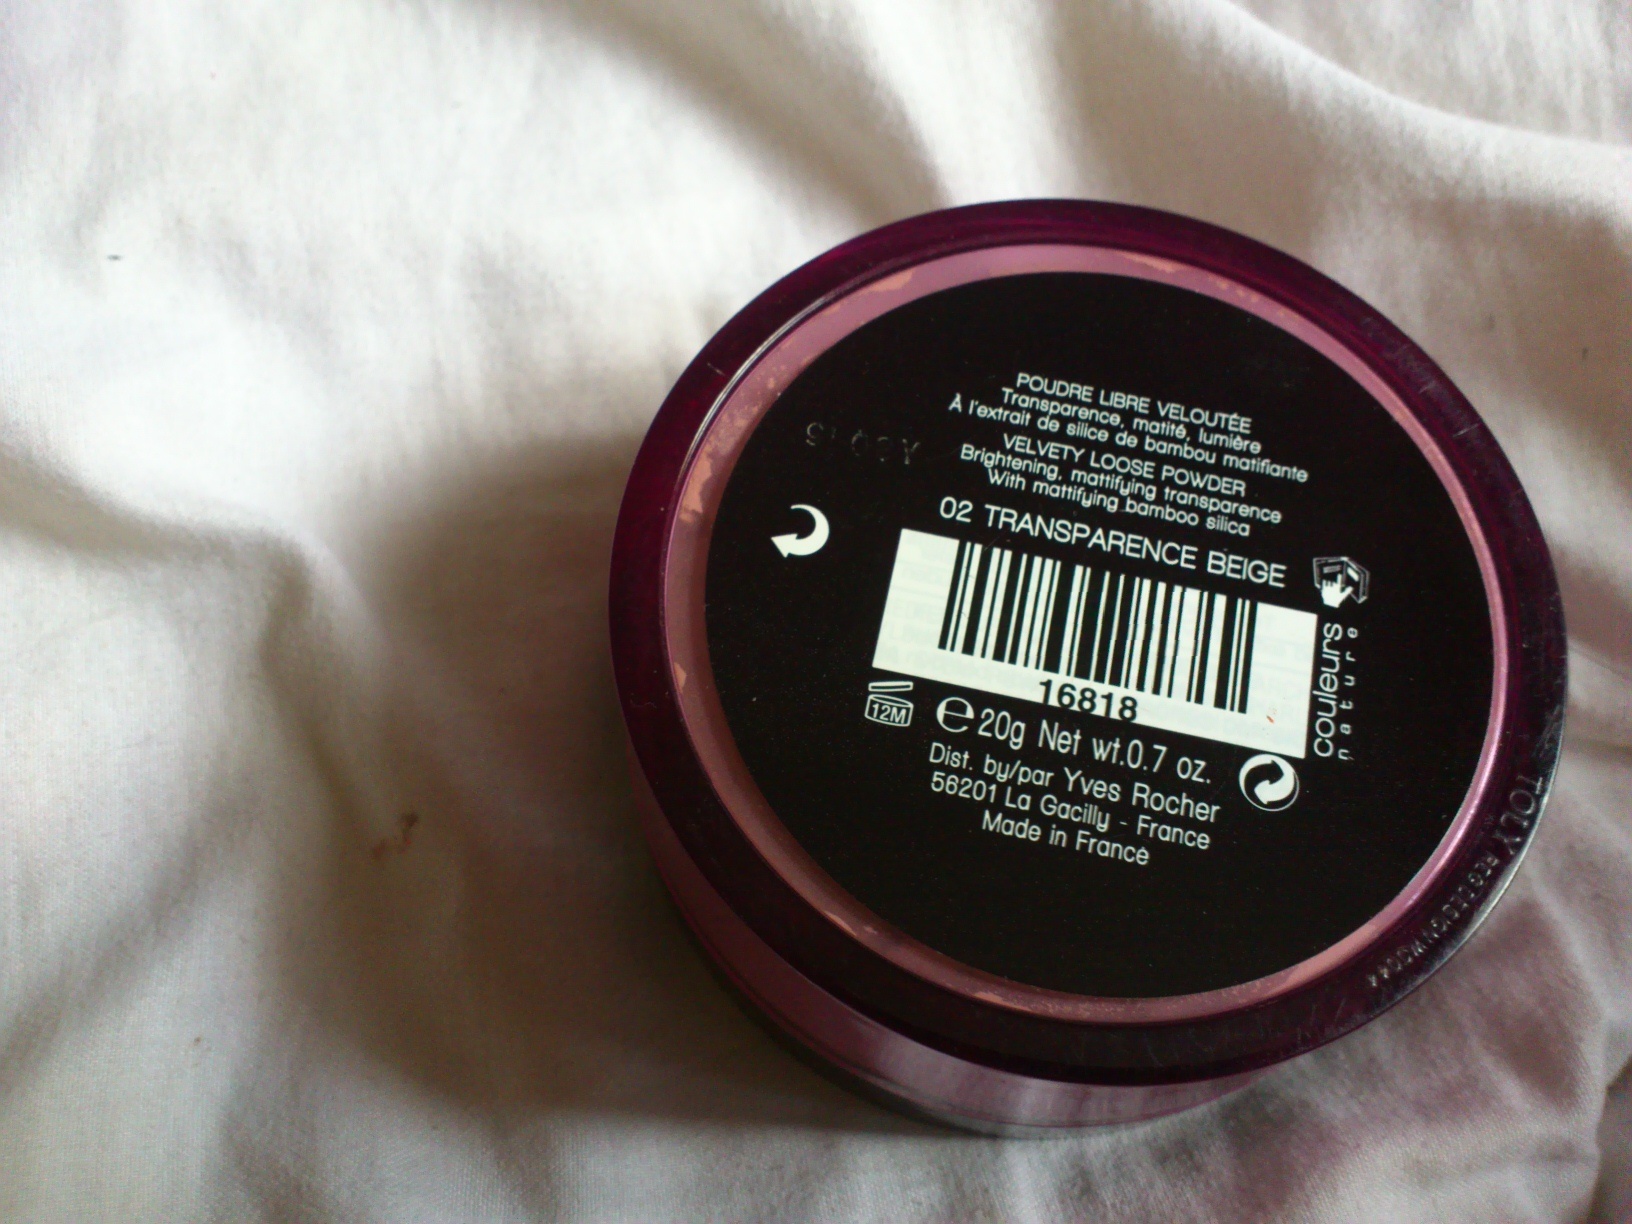 POUDRE LIBRE VELOUTÉE
Transparence, matité, lumière
À l'extrait de silice de bambou matifiante
VELVETY LOOSE POWDER
Brightening, mattifying transparence
With mattifying bamboo silica
02 TRANSPARENCE BEIGE
16818
couleurs
nature
12M
e 20g Net wt.0.7 oz.
Dist. by/par Yves Rocher
56201 La Gacilly - France
Made in France
TOLY